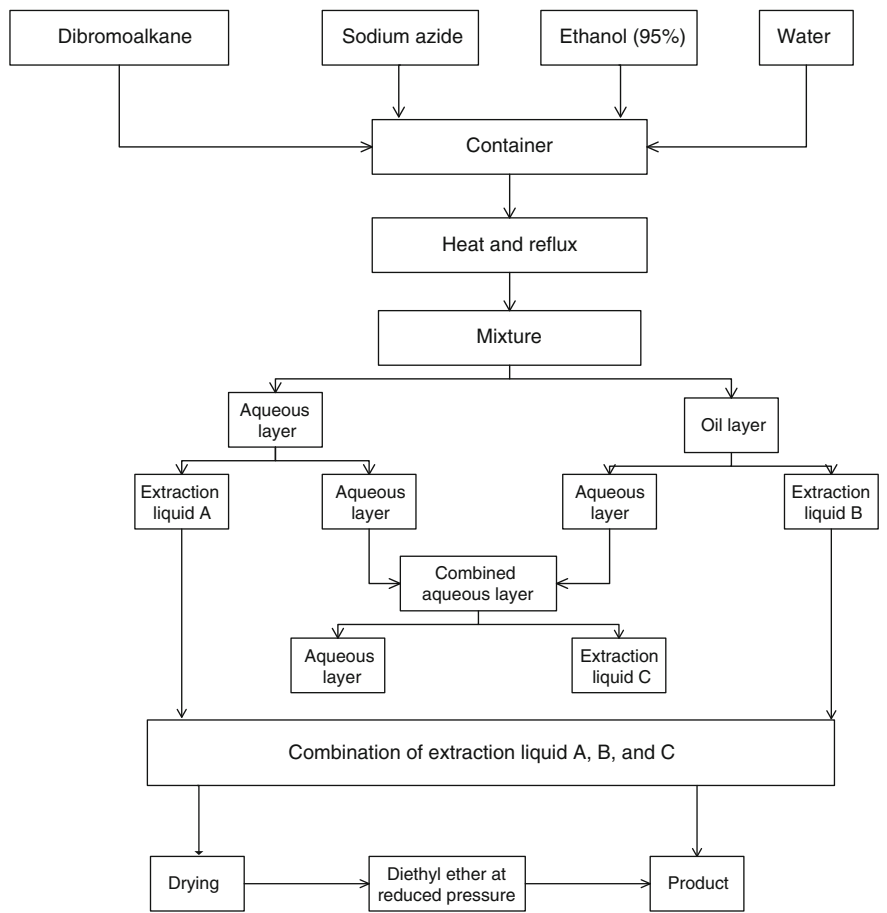 Dibromoalkane
Sodium azide
Ethanol (95%)
Water
Container
Heat and reflux
Mixture
Aqueous
layer
Oil layer
Extraction
liquid A
Aqueous
layer
Aqueous
layer
Extraction
liquid B
Combined
aqueous layer
Aqueous
layer
Extraction
liquid C
Combination of extraction liquid A, B, and C
Drying
Diethyl ether at
reduced pressure
Product